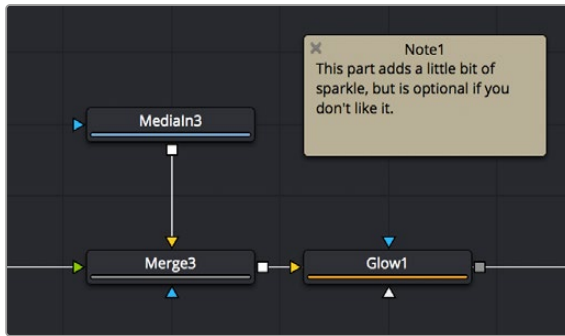 Note1
This part adds a little bit of
sparkle, but is optional if you
don't like it.
MediaIn3
Merge3
Glow1